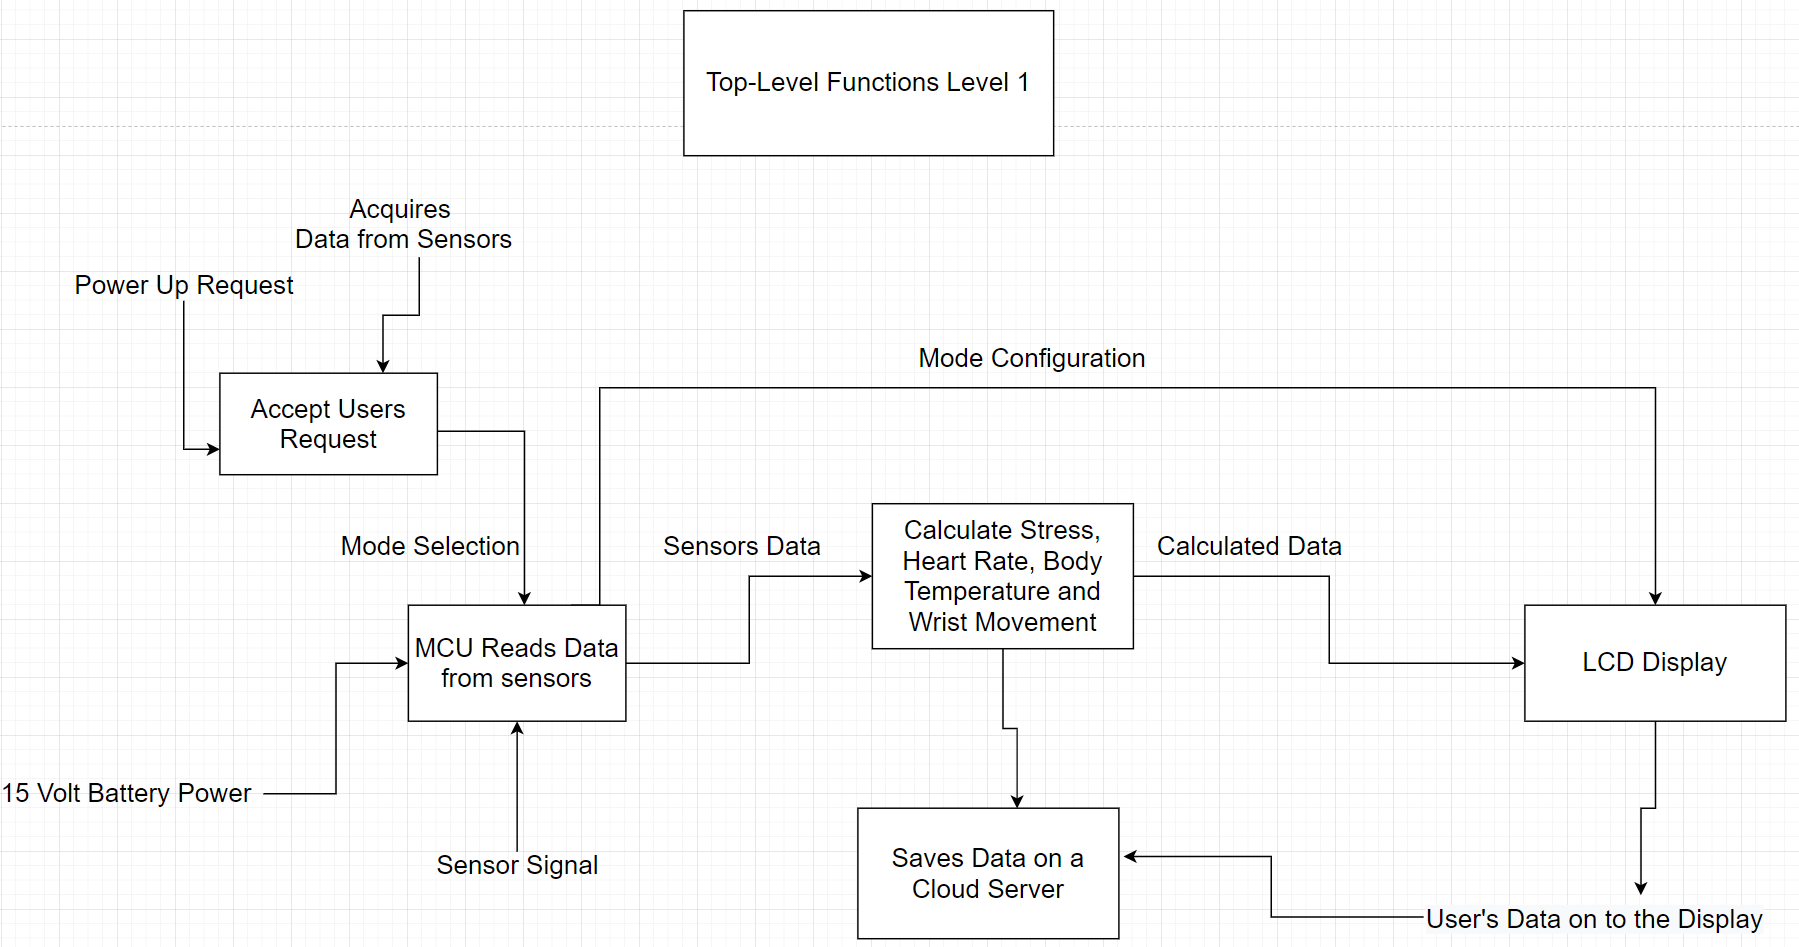 Top-Level Functions Level 1
Acquires
Data from Sensors
Power Up Request
Mode Configuration
Accept Users
Request
Mode Selection
Sensors Data
Calculate Stress,
Heart Rate, Body
Temperature and
Wrist Movement
Calculated Data
MCU Reads Data
from sensors
LCD Display
15 Volt Battery Power
Sensor Signal
Saves Data on a
Cloud Server
User's Data on to the Display